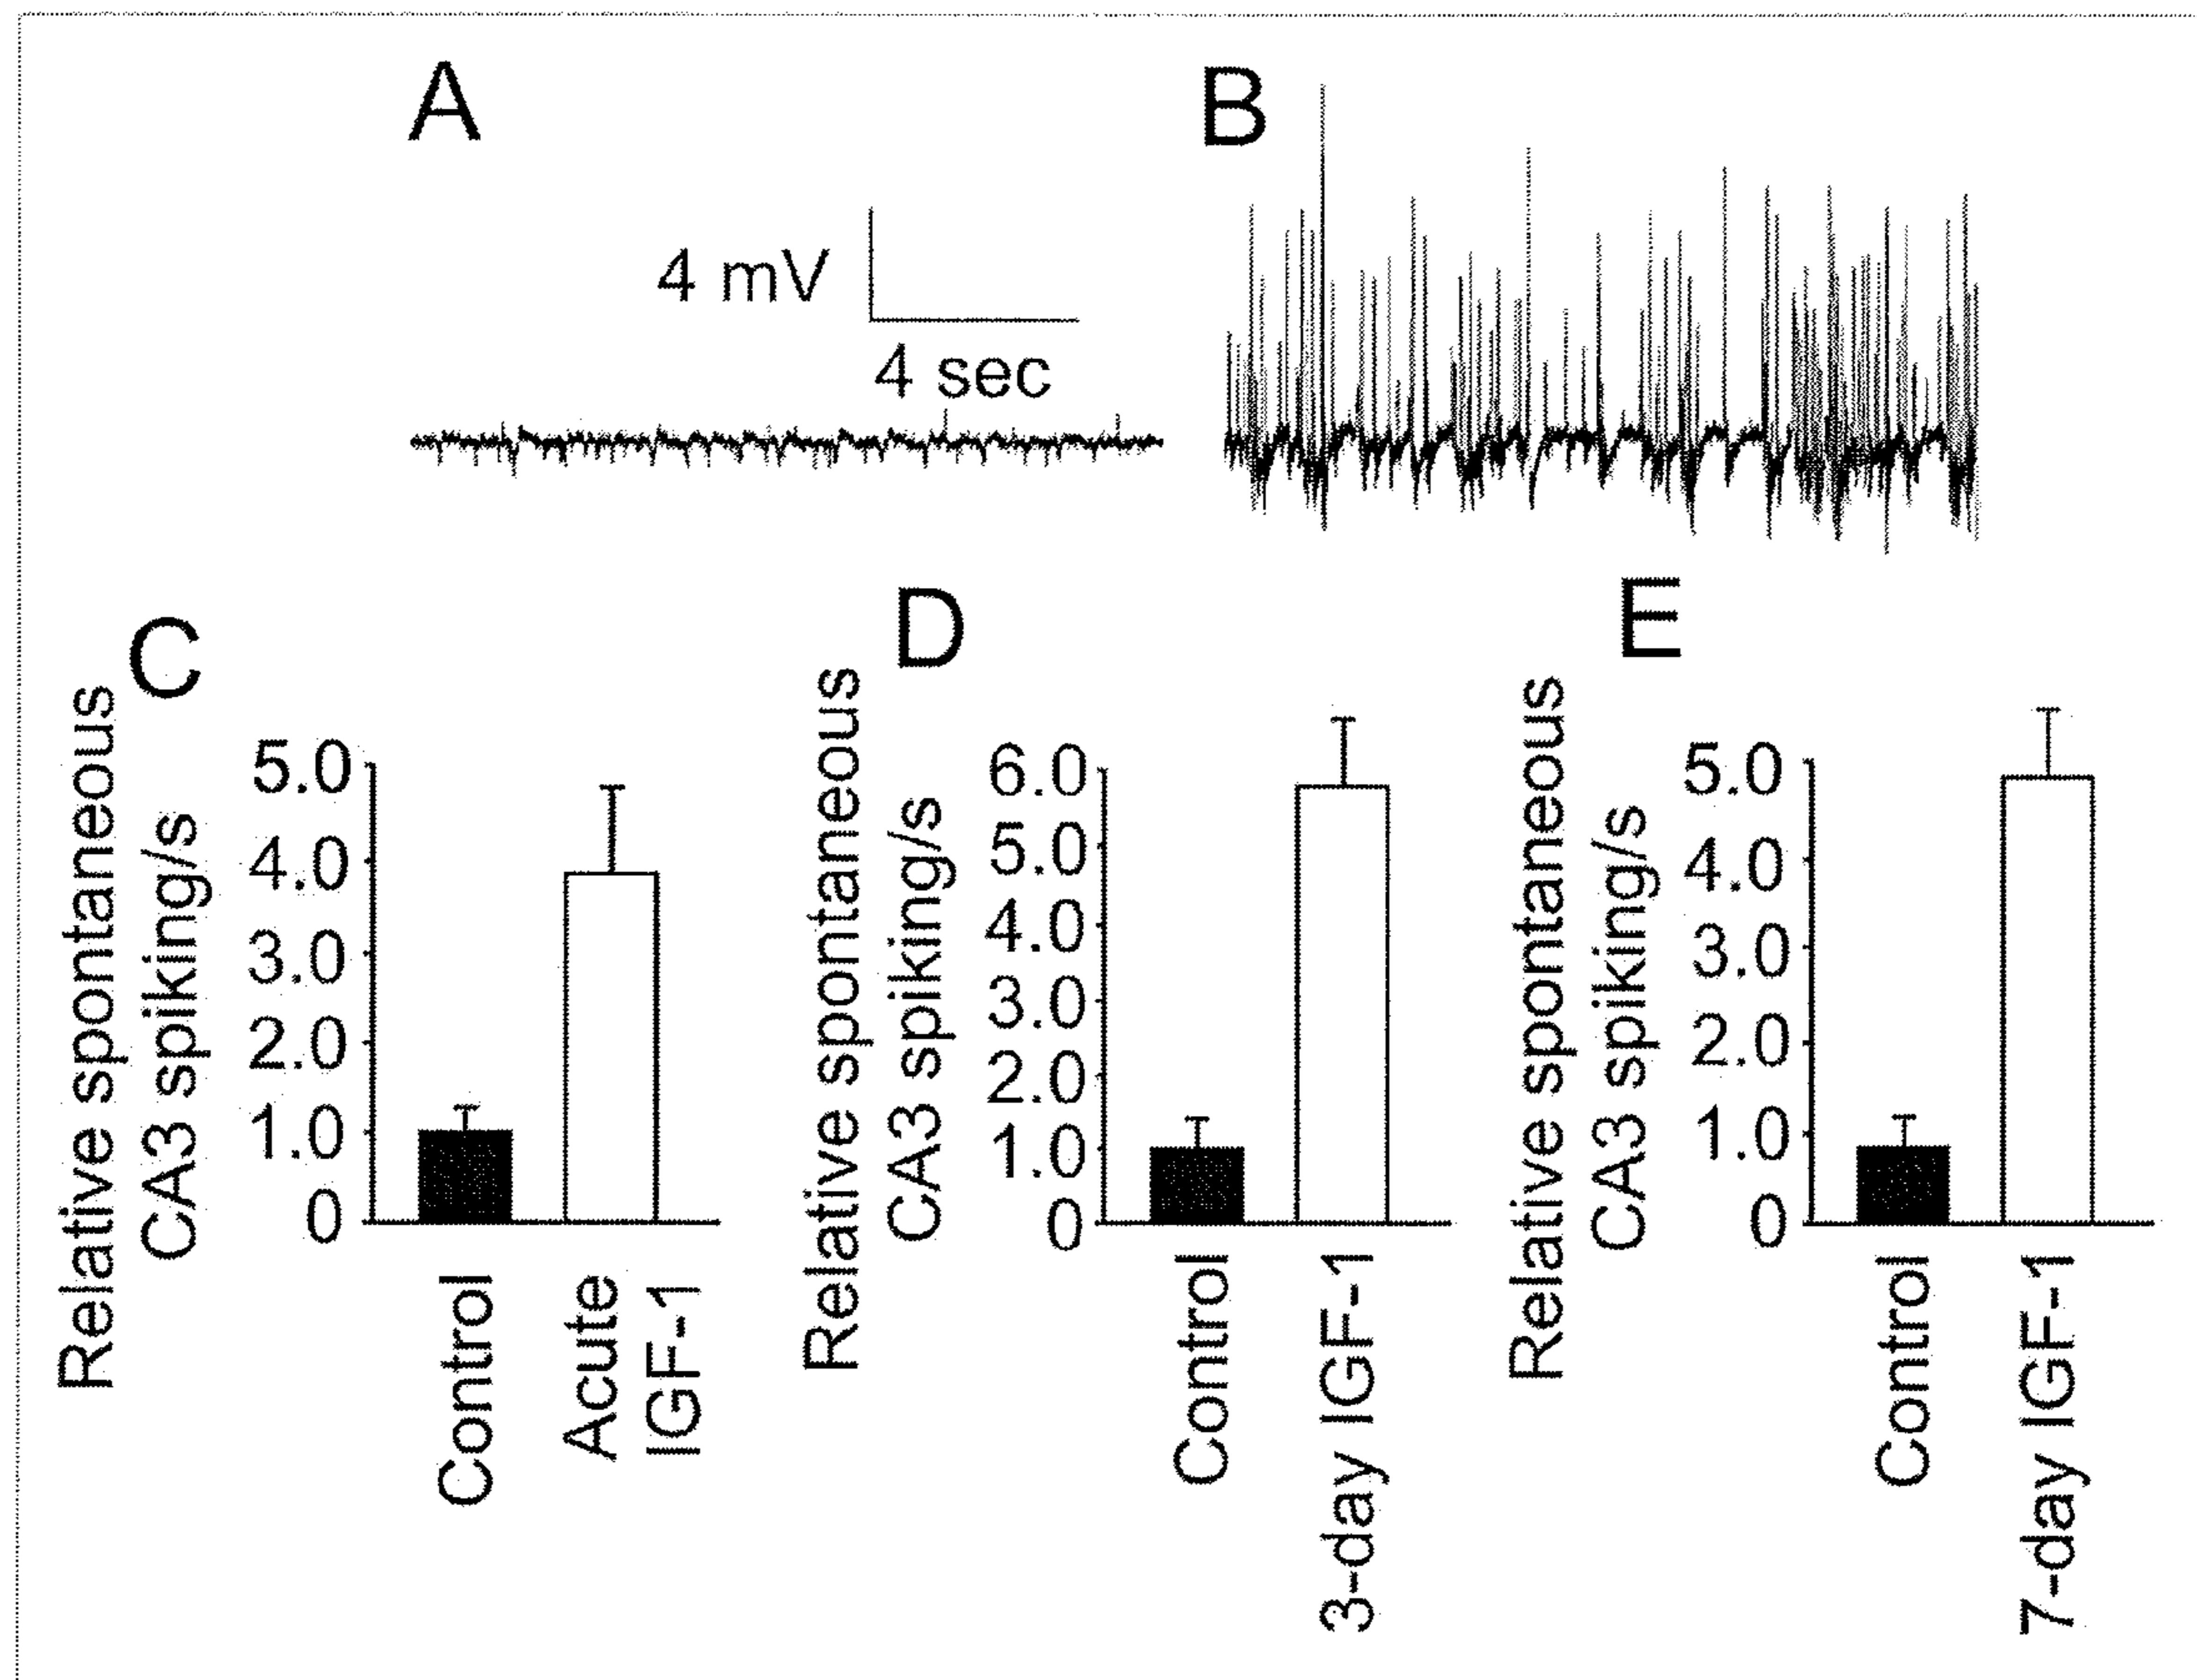 A
B
4 mV
4 sec
C
Relative spontaneous
CA3 spiking/s
5.0
4.0
3.0
2.0
1.0
0
Control
Acute
IGF-1
D
Relative spontaneous
CA3 spiking/s
6.0
5.0
4.0
3.0
2.0
1.0
0
Control
3-day IGF-1
E
Relative spontaneous
CA3 spiking/s
5.0
4.0
3.0
2.0
1.0
0
Control
7-day IGF-1